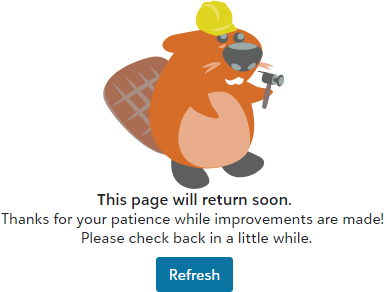 This page will return soon.
Thanks for your patience while improvements are made!
Please check back in a little while.
Refresh